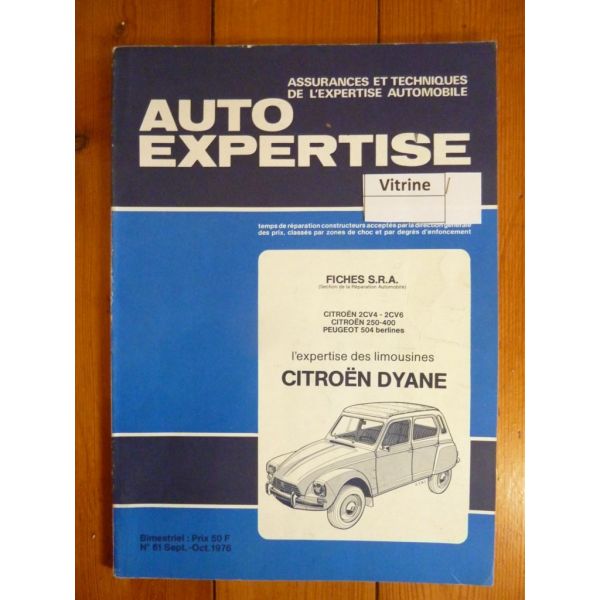 ASSURANCES ET TECHNIQUES
DE L'EXPERTISE AUTOMOBILE
AUTO
EXPERTISE
Vitrine
temps de réparation constructeurs acceptés par la direction générale
des prix, classés par zones de choc et par degrés d'enfoncement
FICHES S.R.A.
(Section de la Réparation Automobile)
CITROËN 2CV4 - 2CV6
CITROËN 250-400
PEUGEOT 504 berlines
l'expertise des limousines
CITROËN DYANE
Bimestriel : Prix 50 F
N° 61 Sept.-Oct. 1976